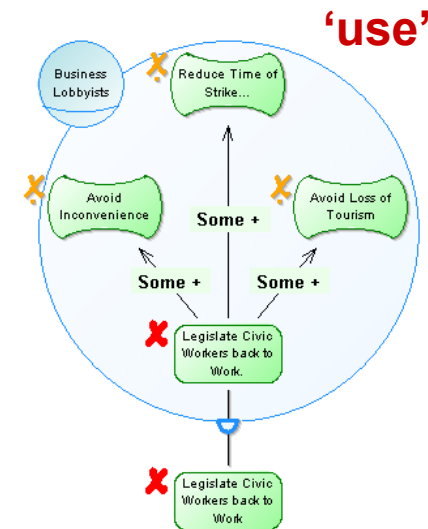 ‘use’
Business
Lobbyists
Reduce Time of
Strike...
Avoid
Inconvenience
Avoid Loss of
Tourism
Some +
Some +
Some +
Legislate Civic
Workers back to
Work.
Legislate Civic
Workers back to
Work